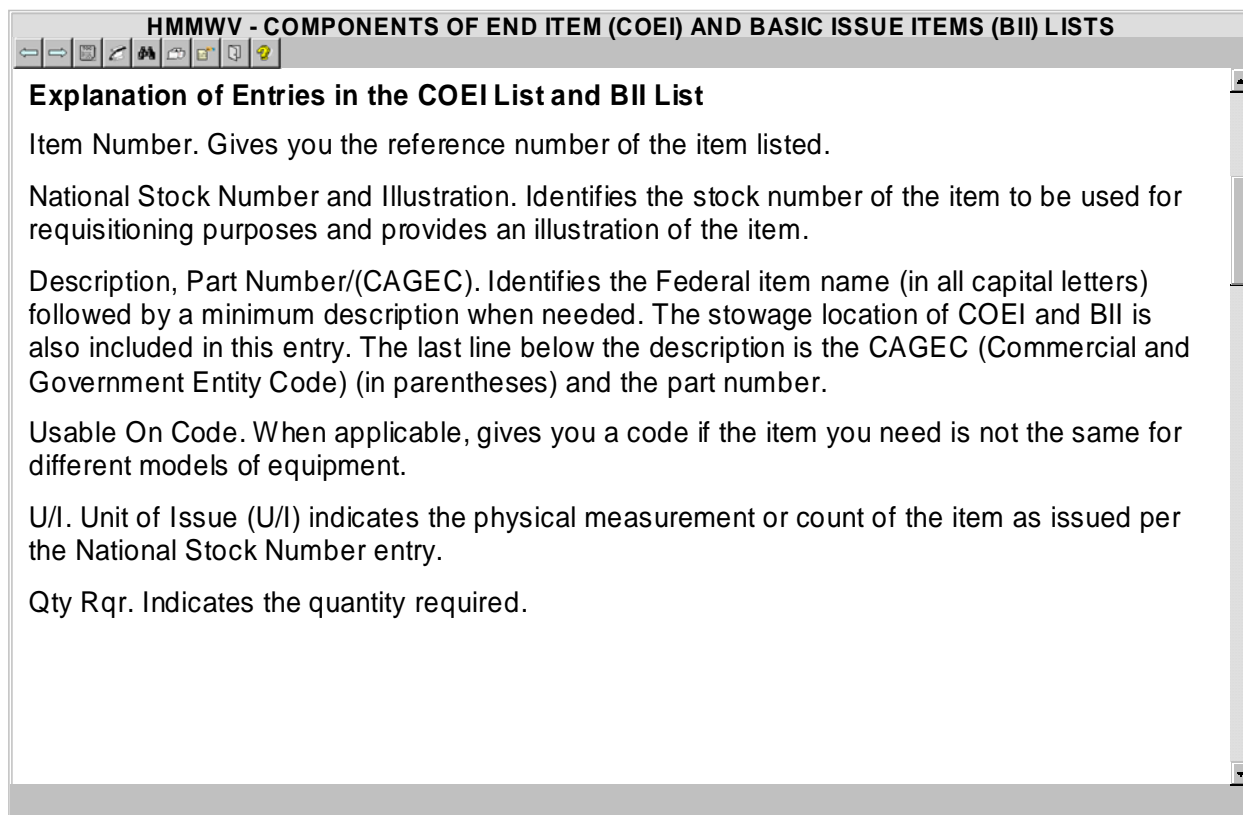 HMMWV - COMPONENTS OF END ITEM (COEI) AND BASIC ISSUE ITEMS (BII) LISTS
Explanation of Entries in the COEI List and BII List
Item Number. Gives you the reference number of the item listed.
National Stock Number and Illustration. Identifies the stock number of the item to be used for
requisitioning purposes and provides an illustration of the item.
Description, Part Number/(CAGEC). Identifies the Federal item name (in all capital letters)
followed by a minimum description when needed. The stowage location of COEI and BII is
also included in this entry. The last line below the description is the CAGEC (Commercial and
Government Entity Code) (in parentheses) and the part number.
Usable On Code. When applicable, gives you a code if the item you need is not the same for
different models of equipment.
U/I. Unit of Issue (U/I) indicates the physical measurement or count of the item as issued per
the National Stock Number entry.
Qty Rqr. Indicates the quantity required.